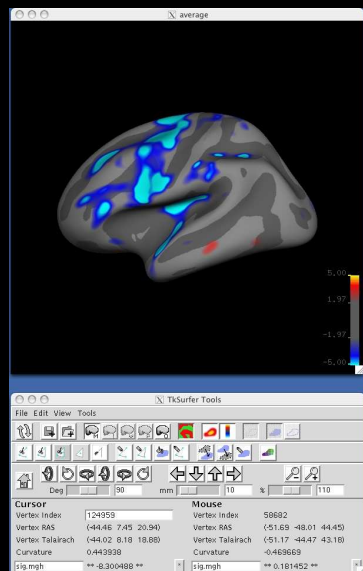 average
5.00
1.97
-1.97
-5.00
TkSurfer Tools
File Edit View Tools
Deg 90 mm 10 % 110
Cursor Mouse
Vertex Index 124959 Vertex Index 58682
Vertex RAS (-44.46 7.45 20.94) Vertex RAS (-51.69 -48.01 44.45)
Vertex Talairach (-44.02 8.18 18.88) Vertex Talairach (-51.17 -44.47 43.18)
Curvature 0.443938 Curvature -0.469669
sig.mgh ** -8.300488 ** sig.mgh ** 0.181452 **